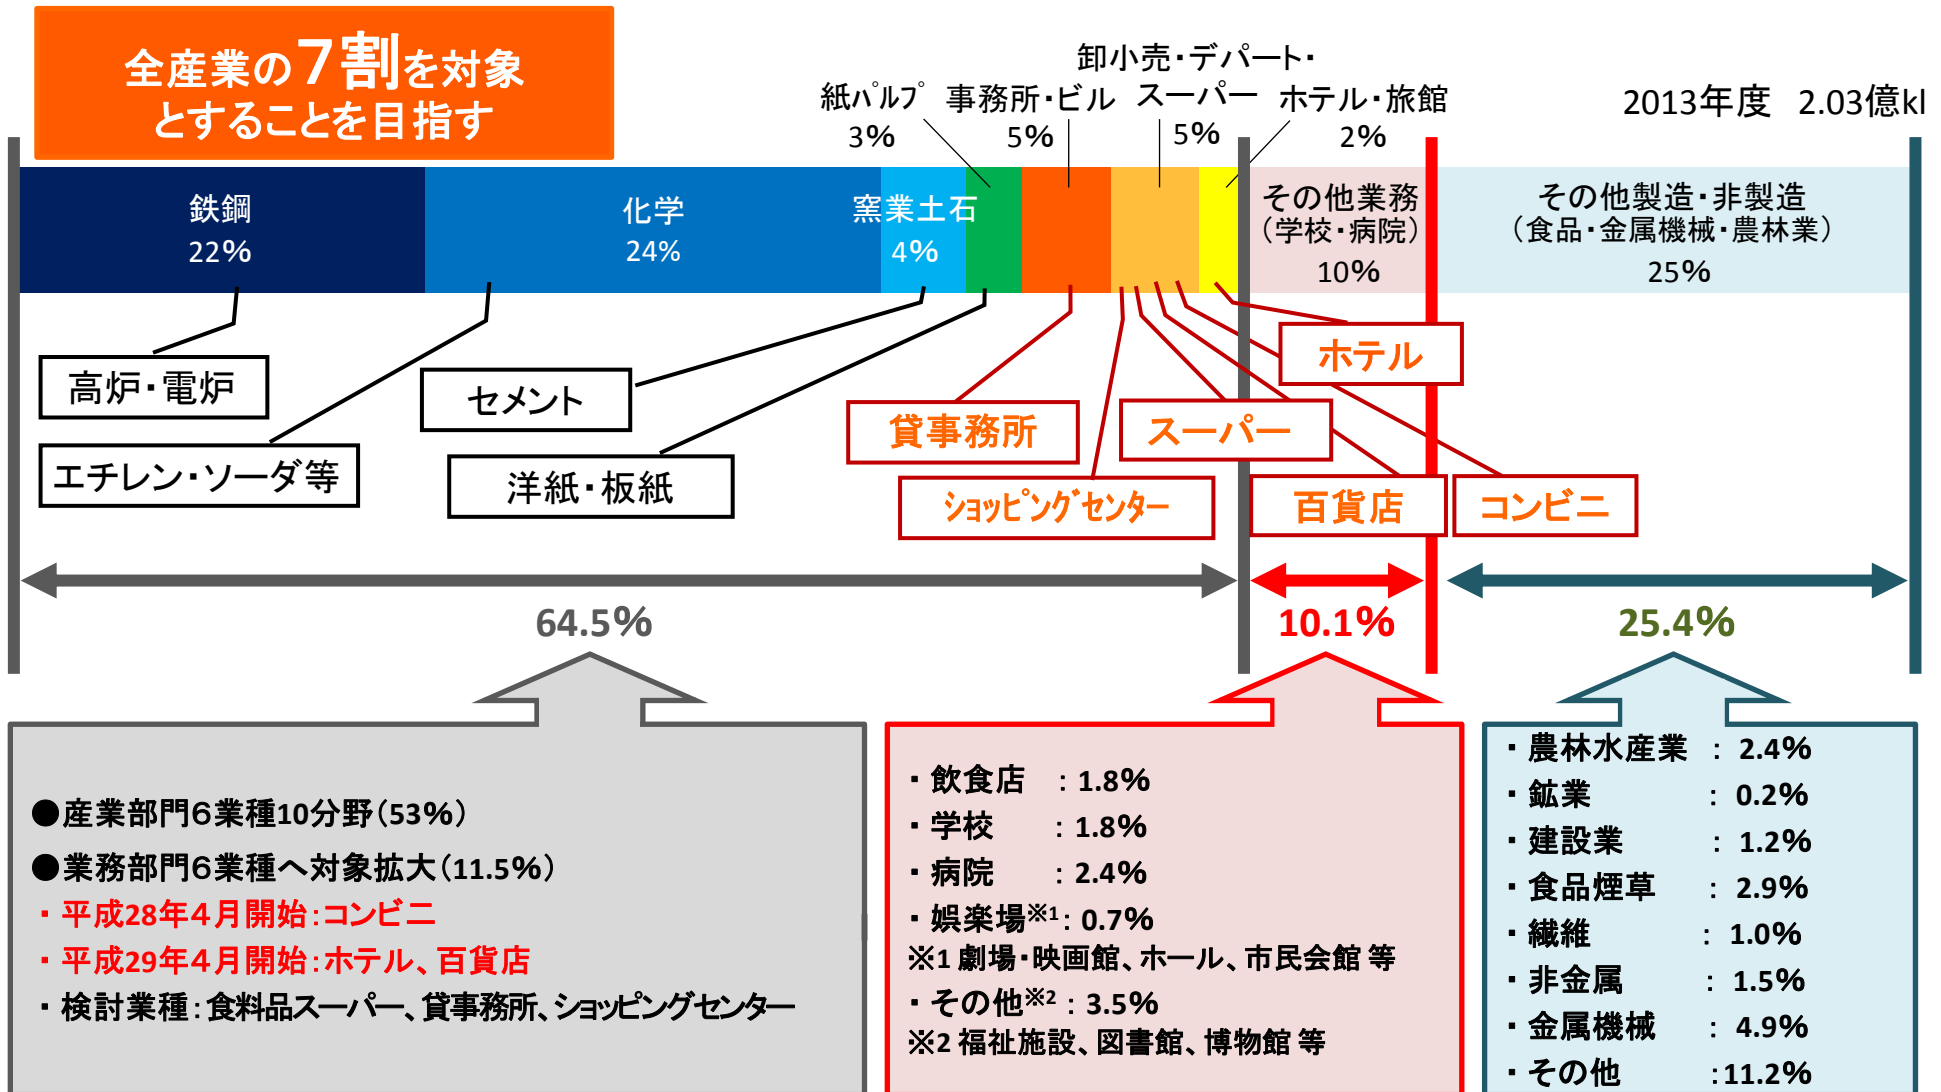 全産業の7割を対象
とすることを目指す
卸小売・デパート・
紙パルプ 事務所・ビル スーパー ホテル・旅館
3% 5% 5% 2%
2013年度 2.03億kl
鉄鋼
22%
化学
24%
窯業土石
4%
その他業務
（学校・病院）
10%
その他製造・非製造
（食品・金属機械・農林業）
25%
高炉・電炉
エチレン・ソーダ等
セメント
洋紙・板紙
貸事務所
ショッピングセンター
スーパー
ホテル
百貨店
コンビニ
64.5%
10.1%
25.4%
●産業部門6業種10分野（53%）
●業務部門6業種へ対象拡大（11.5%）
・平成28年4月開始：コンビニ
・平成29年4月開始：ホテル、百貨店
・検討業種：食料品スーパー、貸事務所、ショッピングセンター
・飲食店 ：1.8%
・学校 ：1.8%
・病院 ：2.4%
・娯楽場※1：0.7%
※1 劇場・映画館、ホール、市民会館 等
・その他※2：3.5%
※2 福祉施設、図書館、博物館 等
・農林水産業 ：2.4%
・鉱業 ：0.2%
・建設業 ：1.2%
・食品煙草 ：2.9%
・繊維 ：1.0%
・非金属 ：1.5%
・金属機械 ：4.9%
・その他 ：11.2%